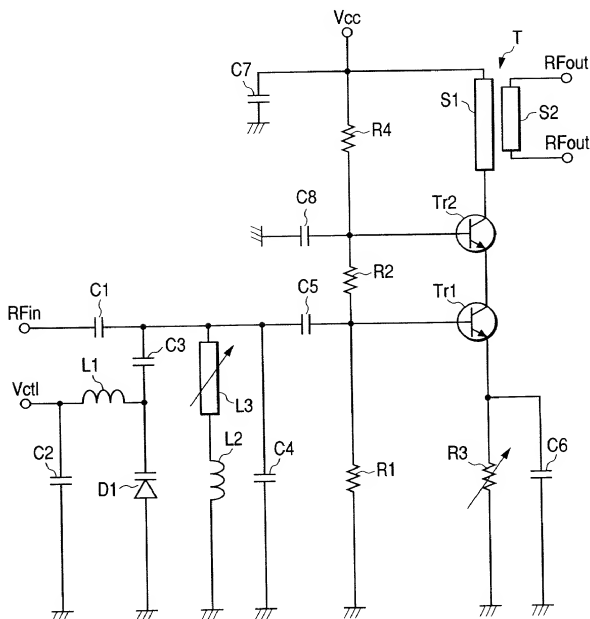 Vcc
T
RFout
C7
S1
S2
R4
RFout
C8
Tr2
R2
C1
C5
Tr1
RFin
C3
L1
Vctl
L3
L2
C2
C4
R1
R3
C6
D1